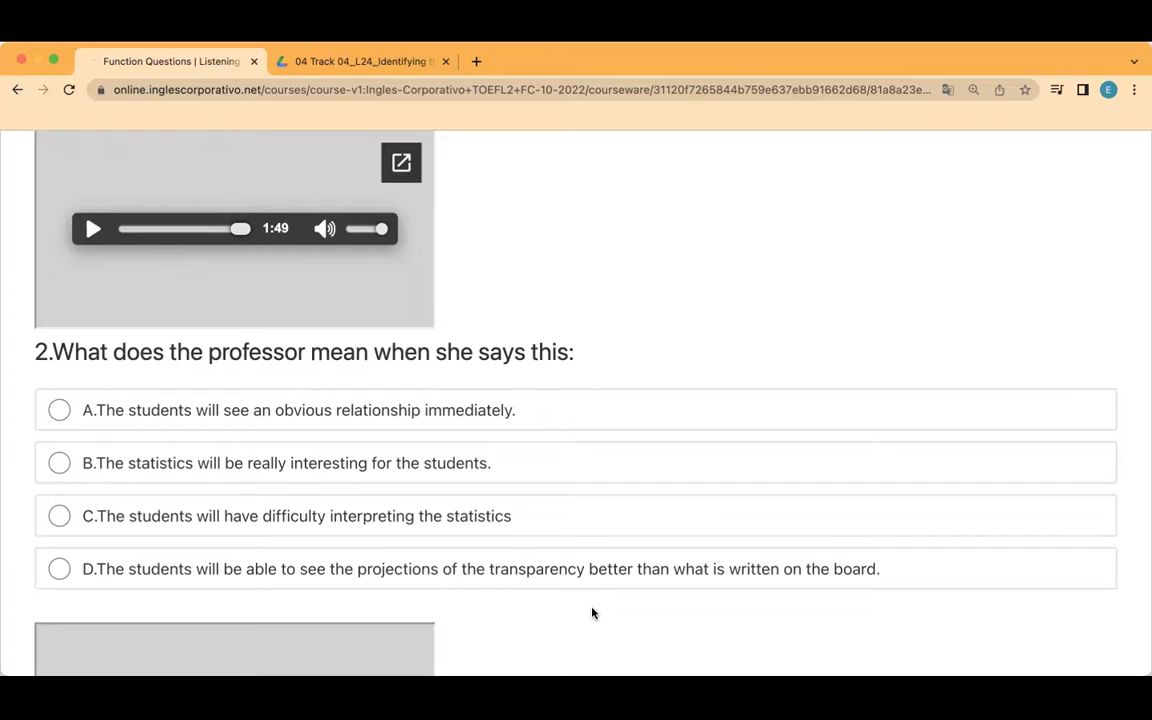 Function Questions | Listening
04 Track 04_L24_Identifying t
online.inglescorporativo.net/courses/course-v1:Ingles-Corporativo+TOEFL2+FC-10-2022/courseware/31120f7265844b759e637ebb91662d68/81a8a23e...
E
1:49
2.What does the professor mean when she says this:
A.The students will see an obvious relationship immediately.
B.The statistics will be really interesting for the students.
C.The students will have difficulty interpreting the statistics
D.The students will be able to see the projections of the transparency better than what is written on the board.